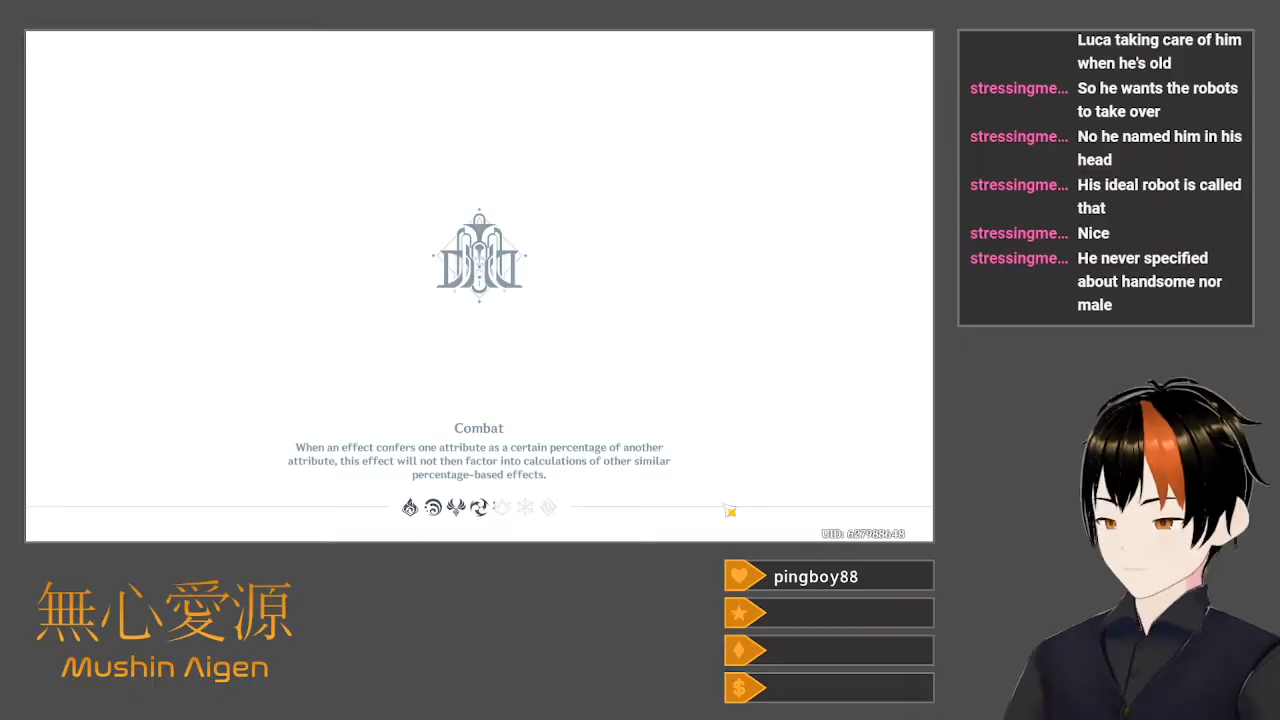 Combat
When an effect confers one attribute as a certain percentage of another
attribute, this effect will not then factor into calculations of other similar
percentage-based effects.
UID: 627988648
Luca taking care of him
when he's old
stressingme... So he wants the robots
to take over
stressingme... No he named him in his
head
stressingme... His ideal robot is called
that
stressingme... Nice
stressingme... He never specified
about handsome nor
male
無心愛源
Mushin Aigen
pingboy88